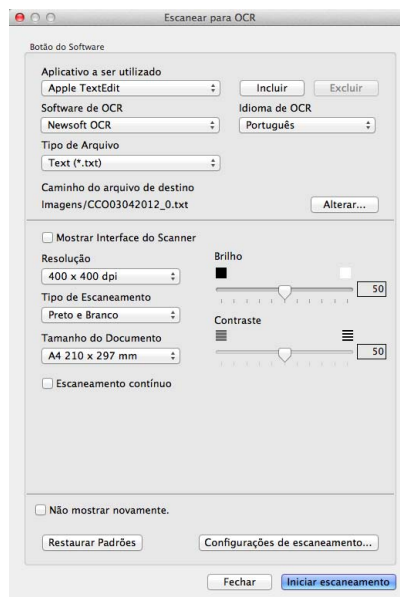 Escanear para OCR
Botão do Software
Aplicativo a ser utilizado
Apple TextEdit
Incluir
Excluir
Software de OCR
Idioma de OCR
Newsoft OCR
Português
Tipo de Arquivo
Text (*.txt)
Caminho do arquivo de destino
Imagens/CCO03042012_0.txt
Alterar...
Mostrar Interface do Scanner
Resolução
Brilho
400 x 400 dpi
50
Tipo de Escaneamento
Preto e Branco
Contraste
Tamanho do Documento
A4 210 x 297 mm
50
Escaneamento contínuo
Não mostrar novamente.
Restaurar Padrões
Configurações de escaneamento...
Fechar
Iniciar escaneamento